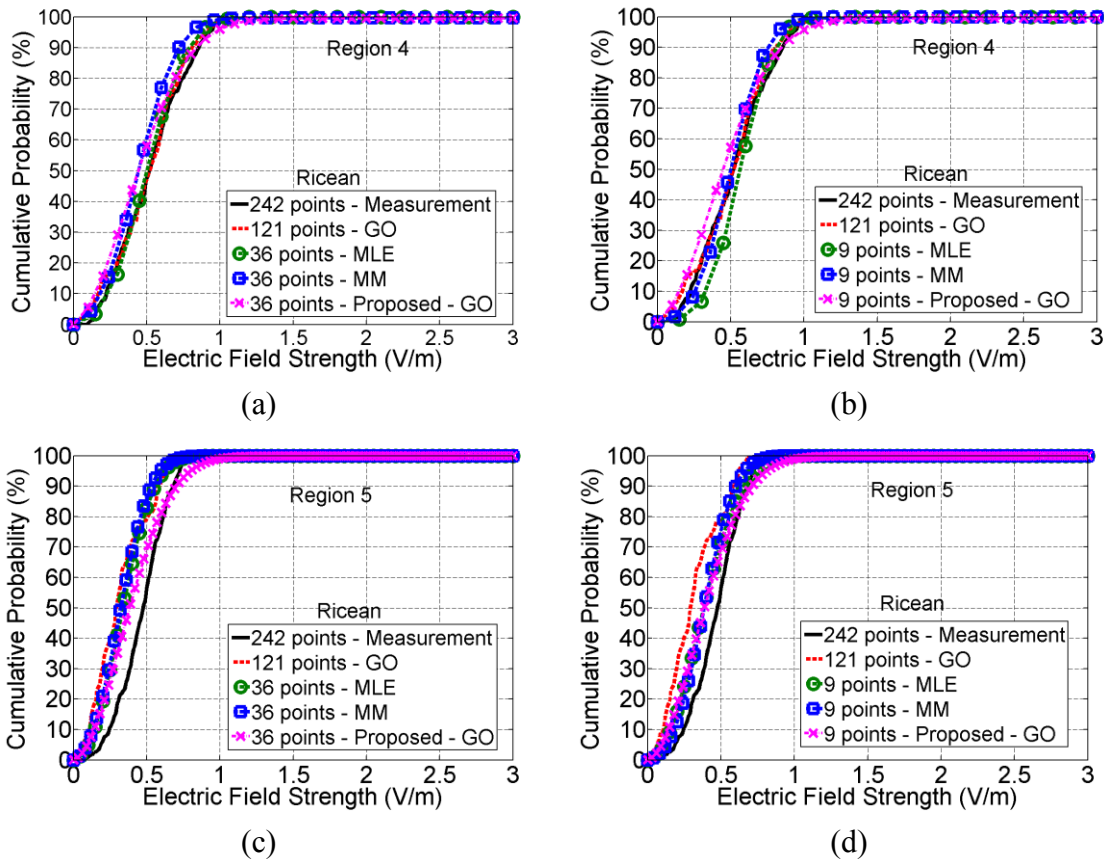 100
90
80
70
60
50
40
30
20
10
0
Cumulative Probability (%)
Region 4
Ricean
242 points - Measurement
121 points - GO
36 points - MLE
36 points - MM
36 points - Proposed - GO
0 0.5 1 1.5 2 2.5 3
Electric Field Strength (V/m)
(a)
100
90
80
70
60
50
40
30
20
10
0
Cumulative Probability (%)
Region 4
Ricean
242 points - Measurement
121 points - GO
9 points - MLE
9 points - MM
9 points - Proposed - GO
0 0.5 1 1.5 2 2.5 3
Electric Field Strength (V/m)
(b)
100
90
80
70
60
50
40
30
20
10
0
Cumulative Probability (%)
Region 5
Ricean
242 points - Measurement
121 points - GO
36 points - MLE
36 points - MM
36 points - Proposed - GO
0 0.5 1 1.5 2 2.5 3
Electric Field Strength (V/m)
(c)
100
90
80
70
60
50
40
30
20
10
0
Cumulative Probability (%)
Region 5
Ricean
242 points - Measurement
121 points - GO
9 points - MLE
9 points - MM
9 points - Proposed - GO
0 0.5 1 1.5 2 2.5 3
Electric Field Strength (V/m)
(d)